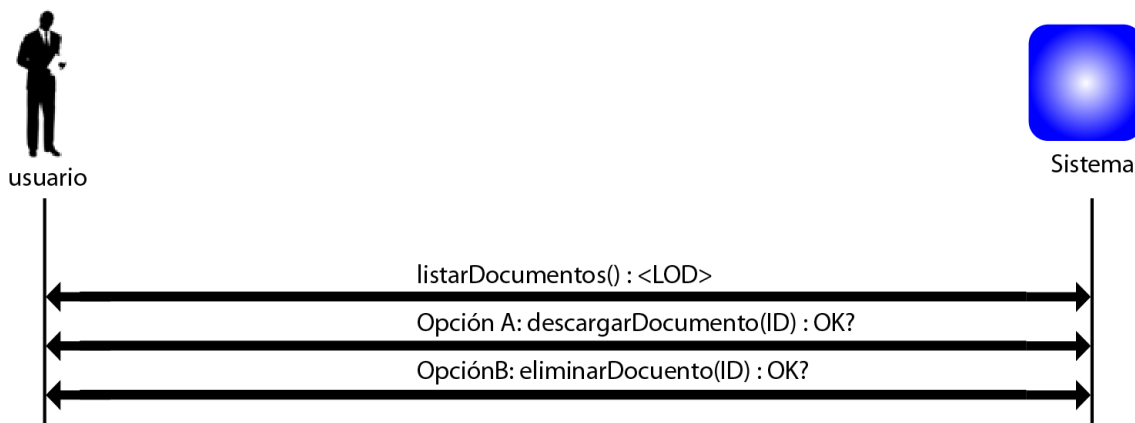 usuario
Sistema
listarDocumentos() : <LOD>
Opción A: descargarDocumento(ID) : OK?
OpciónB: eliminarDocuento(ID) : OK?